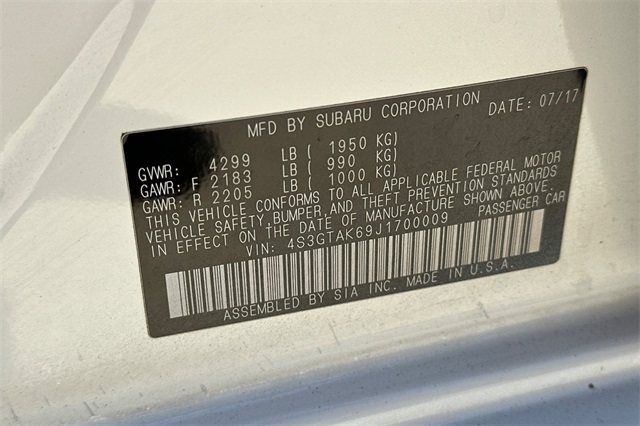 MFD BY SUBARU CORPORATION DATE: 07/17
GVWR: 4299 LB ( 1950 KG)
GAWR: F 2183 LB ( 990 KG)
GAWR: R 2205 LB ( 1000 KG)
THIS VEHICLE CONFORMS TO ALL APPLICABLE FEDERAL MOTOR
VEHICLE SAFETY,BUMPER,AND THEFT PREVENTION STANDARDS
IN EFFECT ON THE DATE OF MANUFACTURE SHOWN ABOVE.
VIN: 4S3GTAK69J1700009 PASSENGER CAR
ASSEMBLED BY SIA INC. MADE IN U.S.A.